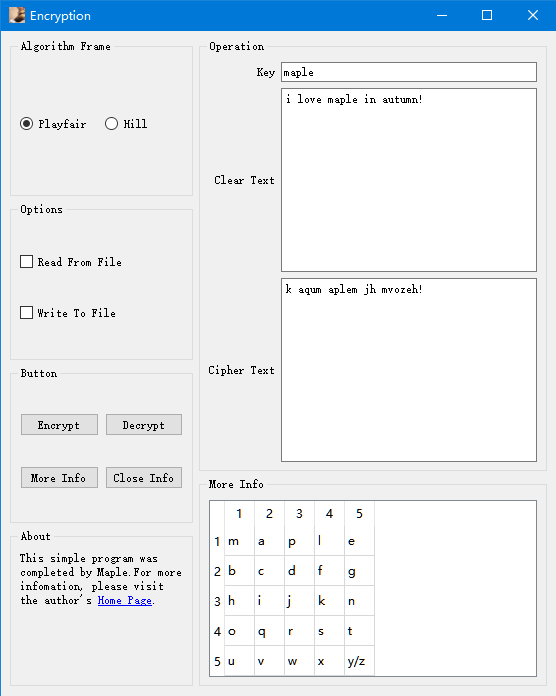 Encryption
Algorithm Frame
Playfair Hill
Options
Read From File
Write To File
Button
Encrypt Decrypt
More Info Close Info
About
This simple program was
completed by Maple.For more
infomation, please visit
the author's Home Page.
Operation
Key maple
Clear Text
i love maple in autumn!
Cipher Text
k aqum aplem jh mvozeh!
More Info
1 2 3 4 5
1 m a p l e
2 b c d f g
3 h i j k n
4 o q r s t
5 u v w x y/z